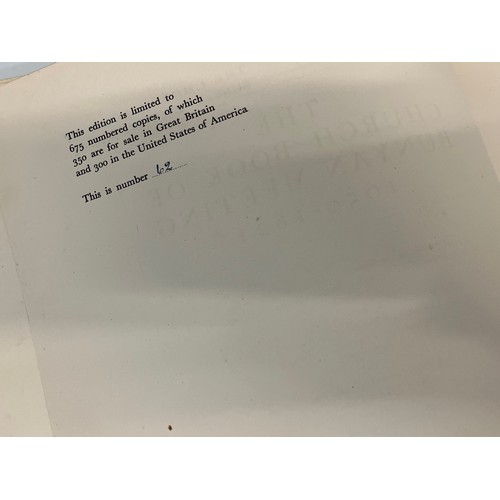 This edition is limited to
675 numbered copies, of which
350 are for sale in Great Britain
and 300 in the United States of America
This is number 62